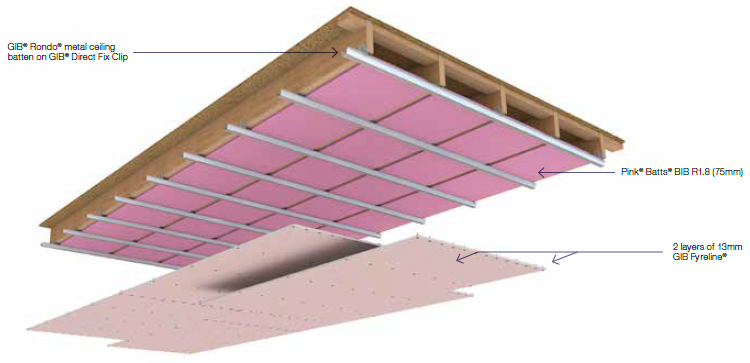 GIB® Rondo® metal ceiling
batten on GIB® Direct Fix Clip
Pink® Batts® BIB R1.8 (75mm)
2 layers of 13mm
GIB Fyreline®